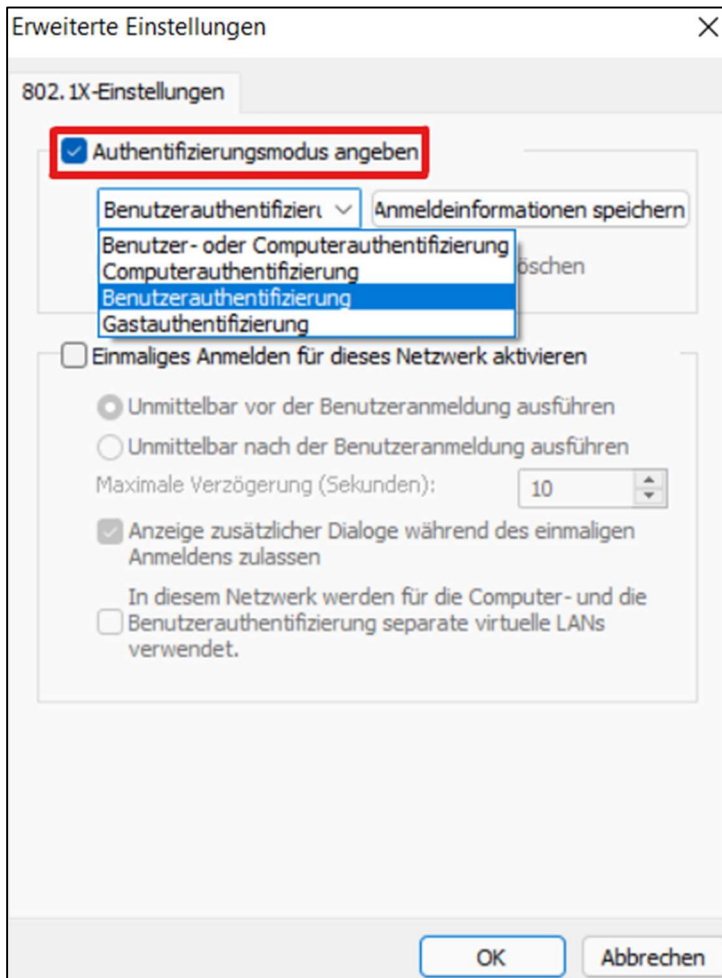 Erweiterte Einstellungen
802.1X-Einstellungen
Authentifizierungsmodus angeben
Anmeldeinformationen speichern
Benutzer- oder Computerauthentifizierung
Computerauthentifizierung
Benutzerauthentifizierung
Gastauthentifizierung
Einmaliges Anmelden für dieses Netzwerk aktivieren
Unmittelbar vor der Benutzeranmeldung ausführen
Unmittelbar nach der Benutzeranmeldung ausführen
Maximale Verzögerung (Sekunden): 10
Anzeige zusätzlicher Dialoge während des einmaligen
Anmeldens zulassen
In diesem Netzwerk werden für die Computer- und die
Benutzerauthentifizierung separate virtuelle LANs
verwendet.
OK Abbrechen